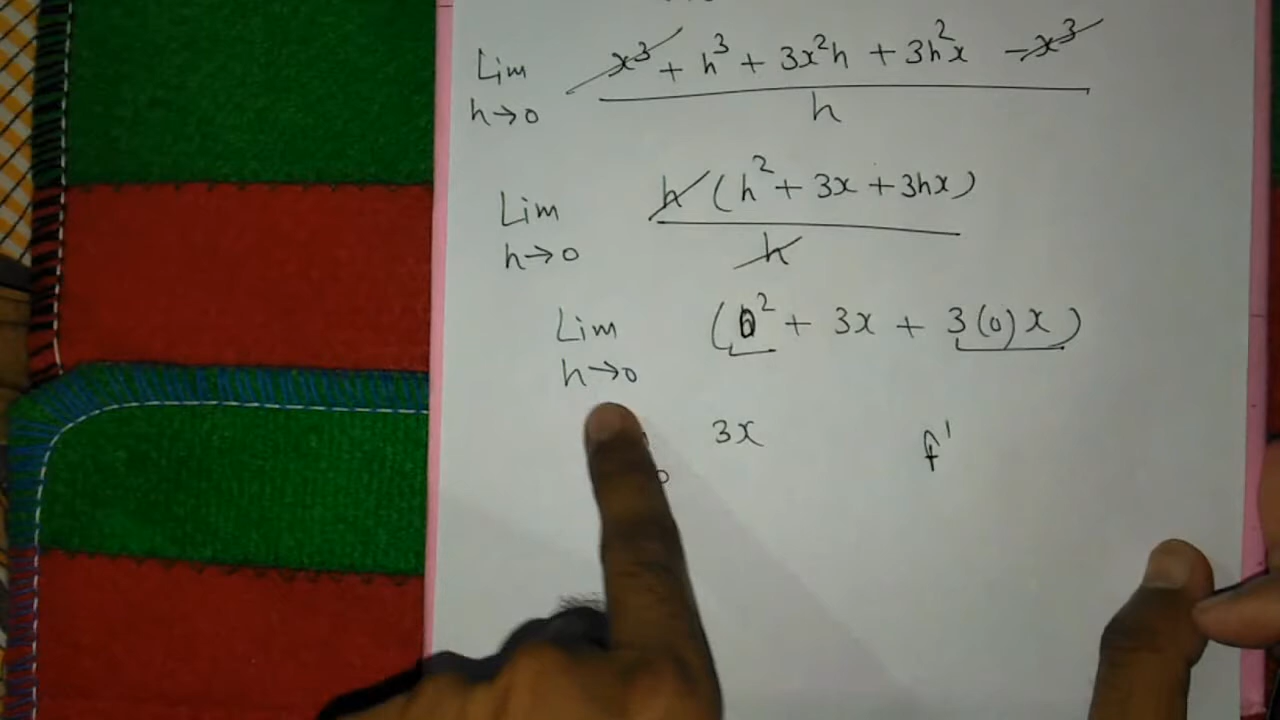 Lim x³ + h³ + 3x²h + 3h²x - x³
h→0 h
Lim h (h² + 3x + 3hx)
h→0 h
Lim (0² + 3x + 3(0)x)
h→0
3x f'
0